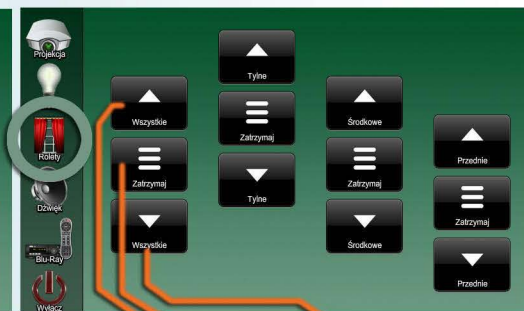 Projekcja
Rolety
Dźwięk
Blu-Ray
Wyłącz
Wszystkie
Zatrzymaj
Wszystkie
Tylne
Zatrzymaj
Tylne
Środkowe
Zatrzymaj
Środkowe
Przednie
Zatrzymaj
Przednie